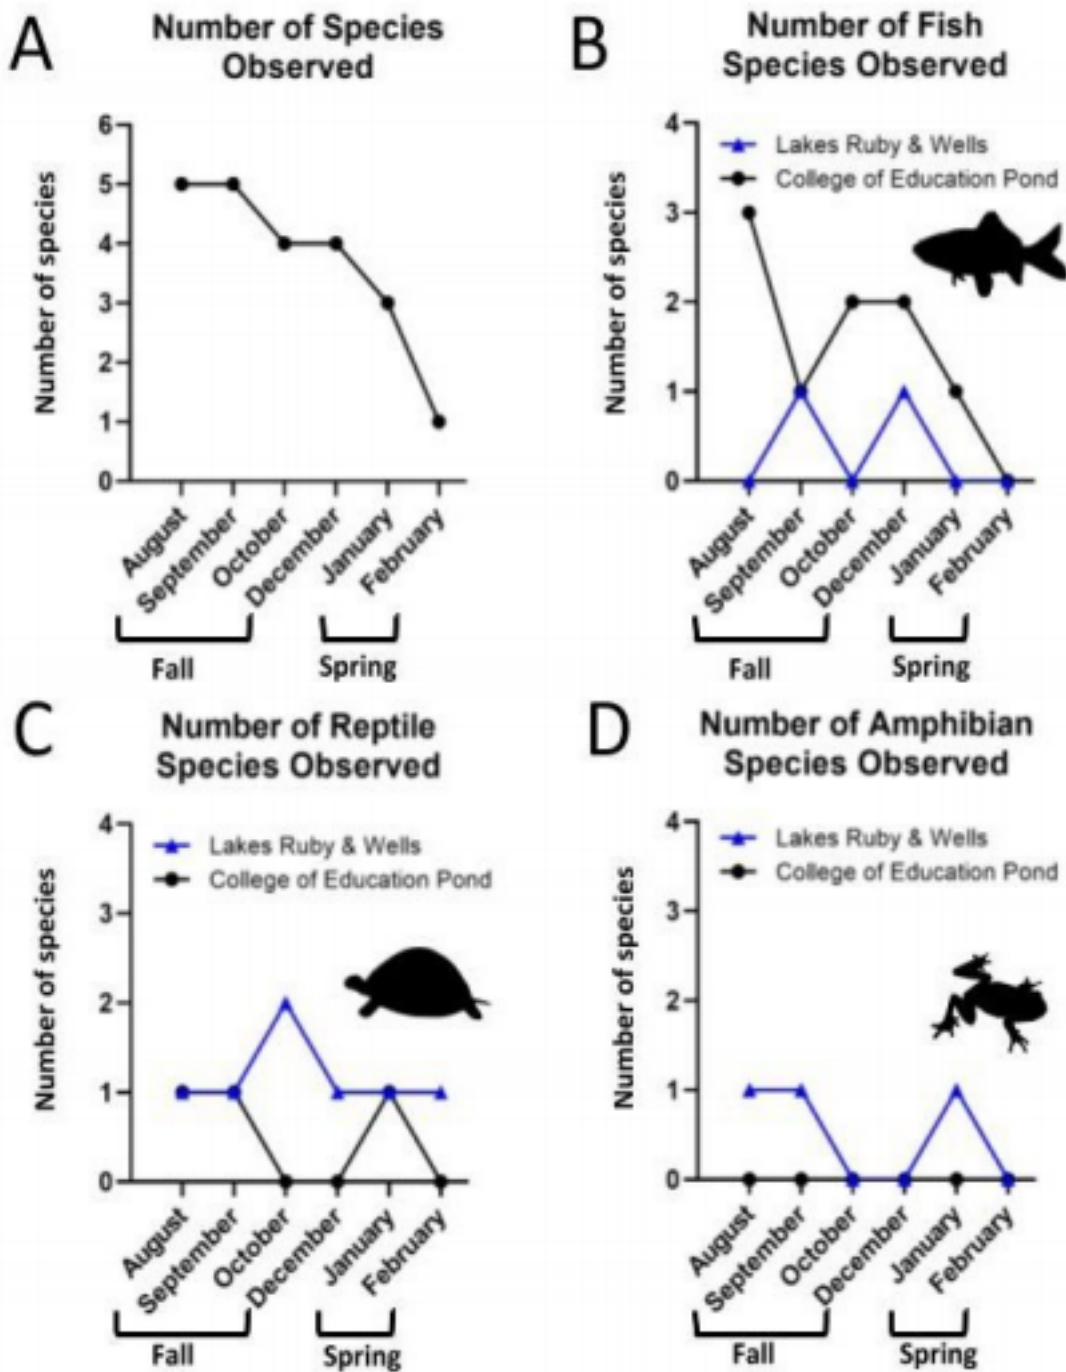 A
Number of Species
Observed
Number of species
6
5
4
3
2
1
0
August
September
October
December
January
February
Fall
Spring
B
Number of Fish
Species Observed
Number of species
4
3
2
1
0
Lakes Ruby & Wells
College of Education Pond
August
September
October
December
January
February
Fall
Spring
C
Number of Reptile
Species Observed
Number of species
4
3
2
1
0
Lakes Ruby & Wells
College of Education Pond
August
September
October
December
January
February
Fall
Spring
D
Number of Amphibian
Species Observed
Number of species
4
3
2
1
0
Lakes Ruby & Wells
College of Education Pond
August
September
October
December
January
February
Fall
Spring